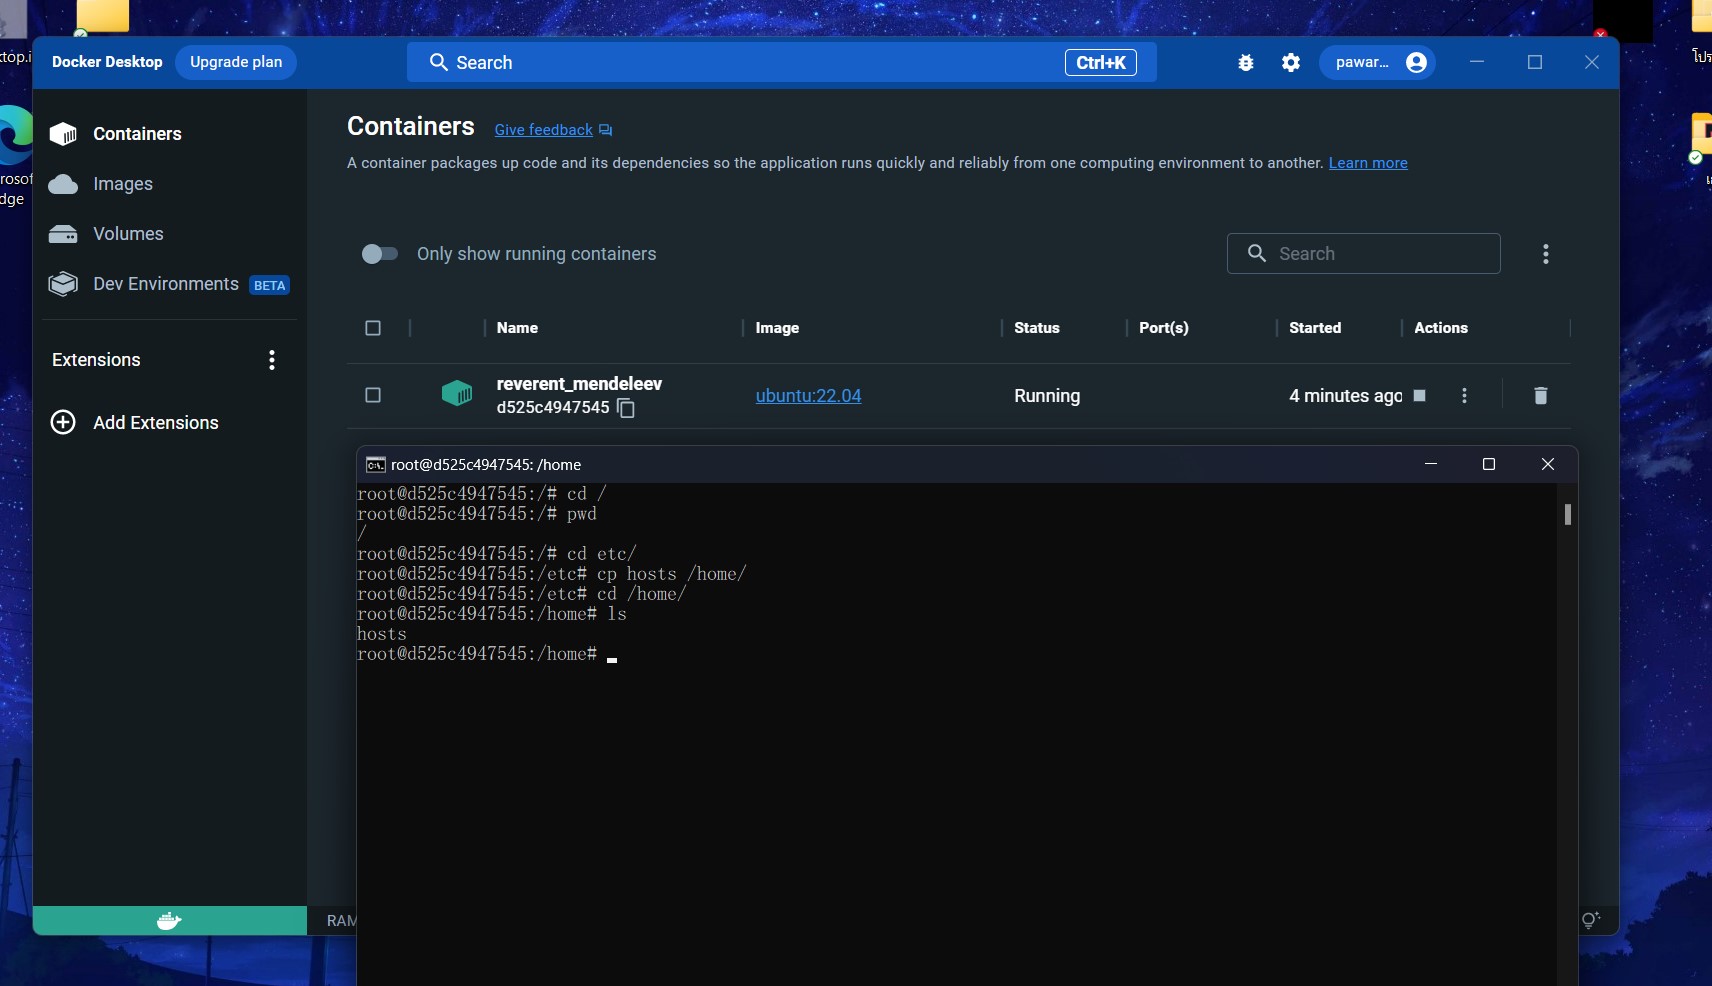 Docker Desktop
Upgrade plan
Search
Ctrl+K
pawar...
Containers
Images
Volumes
Dev Environments BETA
Extensions
Add Extensions
Containers
Give feedback
A container packages up code and its dependencies so the application runs quickly and reliably from one computing environment to another. Learn more
Only show running containers
Search
Name Image Status Port(s) Started Actions
reverent_mendeleev
d525c4947545
ubuntu:22.04
Running
4 minutes ago
root@d525c4947545: /home
root@d525c4947545:/# cd /
root@d525c4947545:/# pwd
/
root@d525c4947545:/# cd etc/
root@d525c4947545:/etc# cp hosts /home/
root@d525c4947545:/etc# cd /home/
root@d525c4947545:/home# ls
hosts
root@d525c4947545:/home#
RAM
ktop.i
rosof
dge
โปร